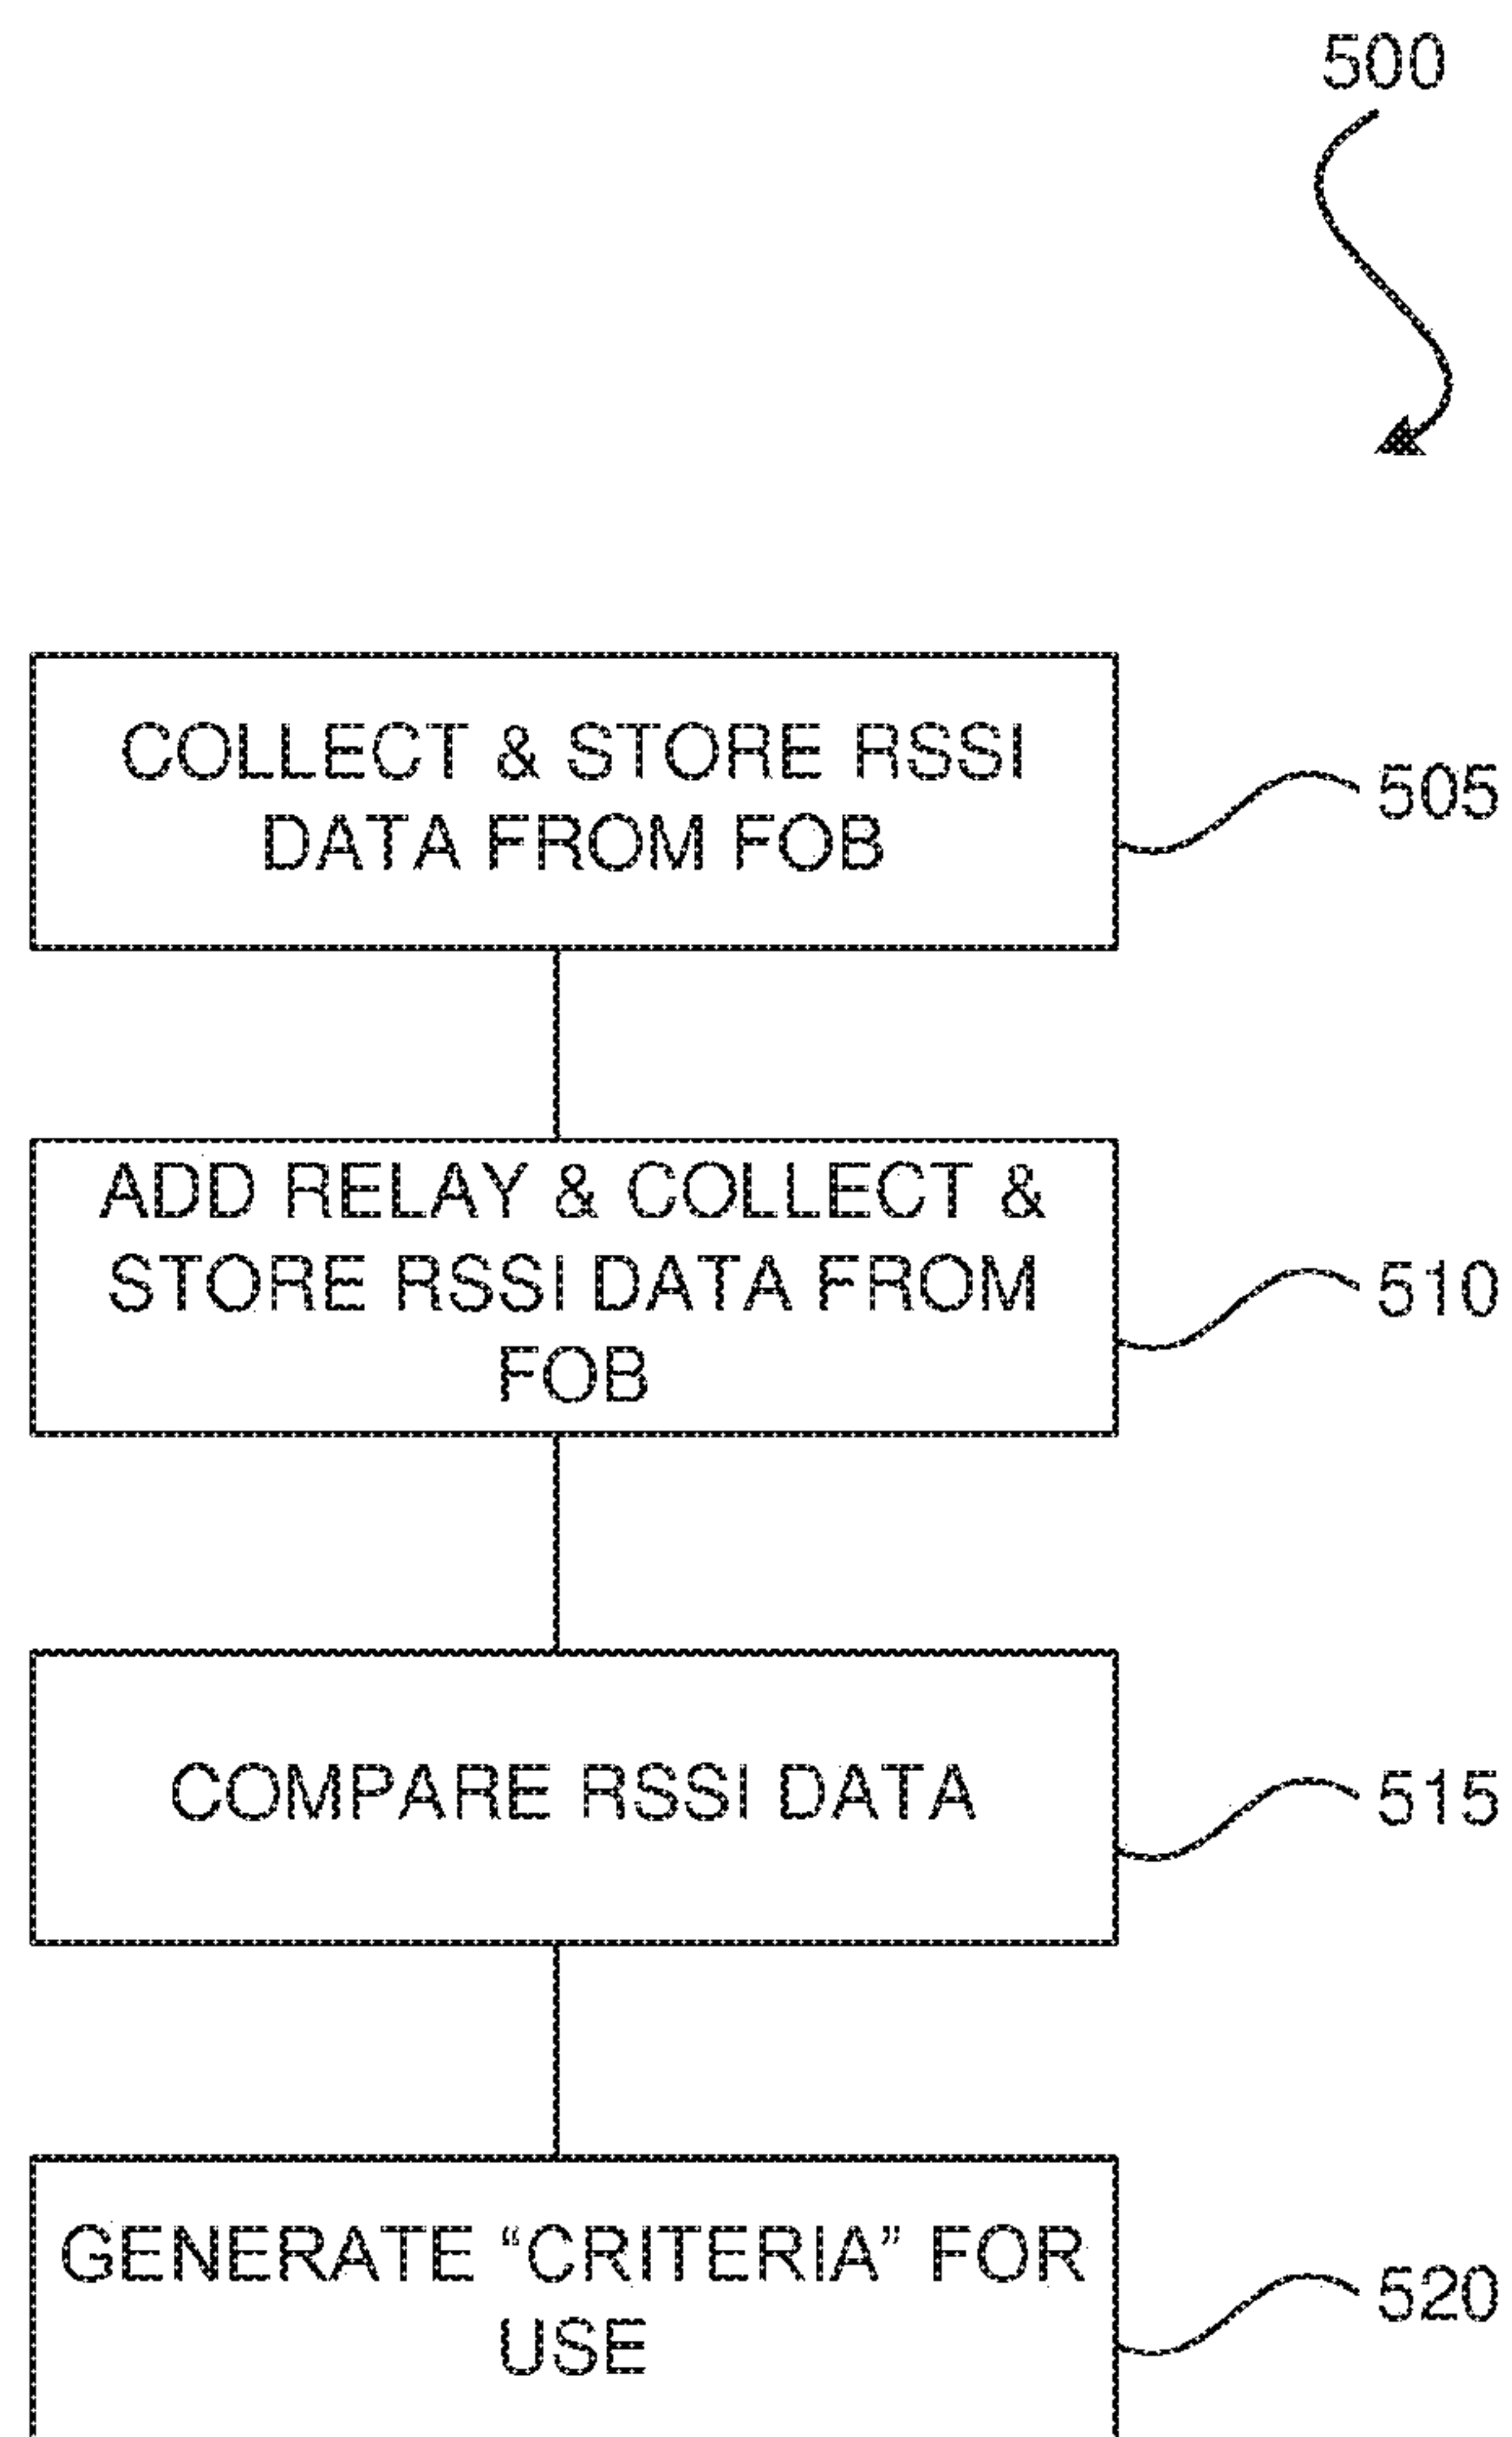 500
COLLECT & STORE RSSI
DATA FROM FOB
505
ADD RELAY & COLLECT &
STORE RSSI DATA FROM
FOB
510
COMPARE RSSI DATA
515
GENERATE “CRITERIA” FOR
USE
520